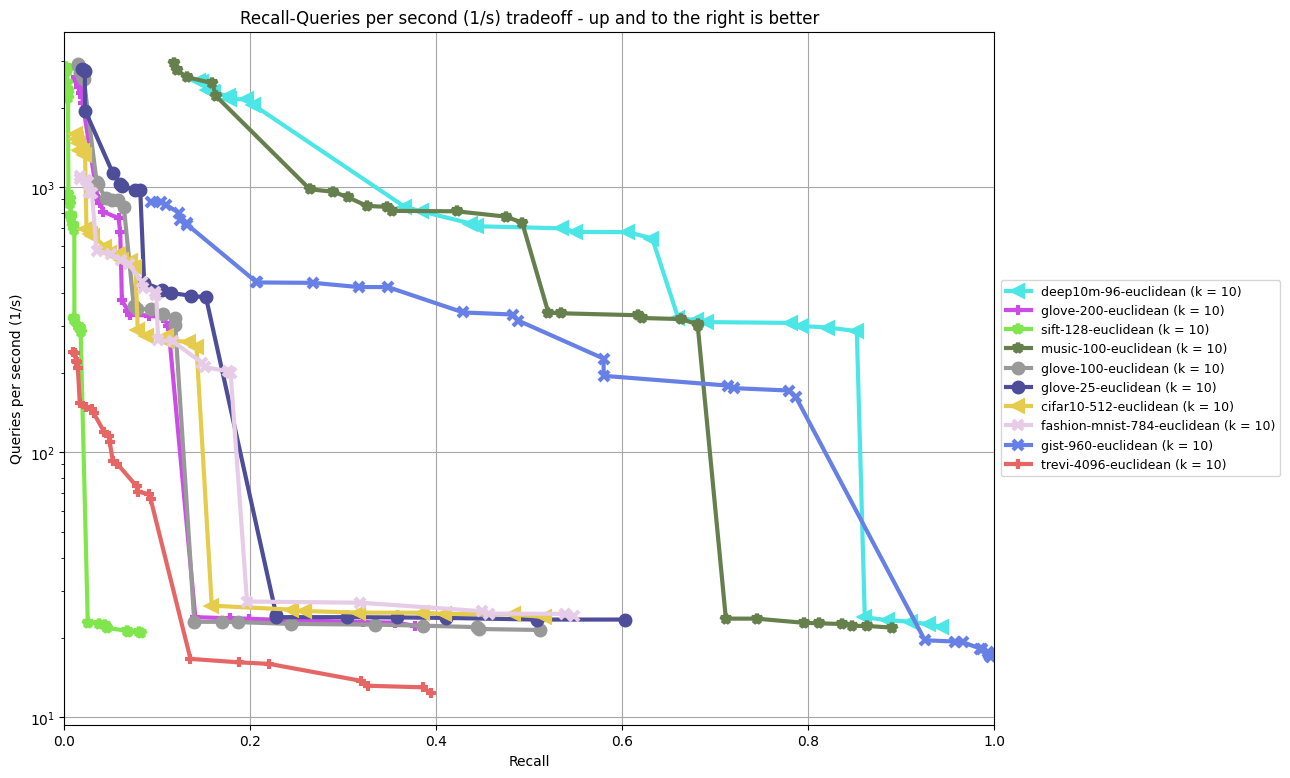 Recall-Queries per second (1/s) tradeoff - up and to the right is better
Queries per second (1/s)
10³
10²
10¹
0.0 0.2 0.4 0.6 0.8 1.0
Recall
deep10m-96-euclidean (k = 10)
glove-200-euclidean (k = 10)
sift-128-euclidean (k = 10)
music-100-euclidean (k = 10)
glove-100-euclidean (k = 10)
glove-25-euclidean (k = 10)
cifar10-512-euclidean (k = 10)
fashion-mnist-784-euclidean (k = 10)
gist-960-euclidean (k = 10)
trevi-4096-euclidean (k = 10)